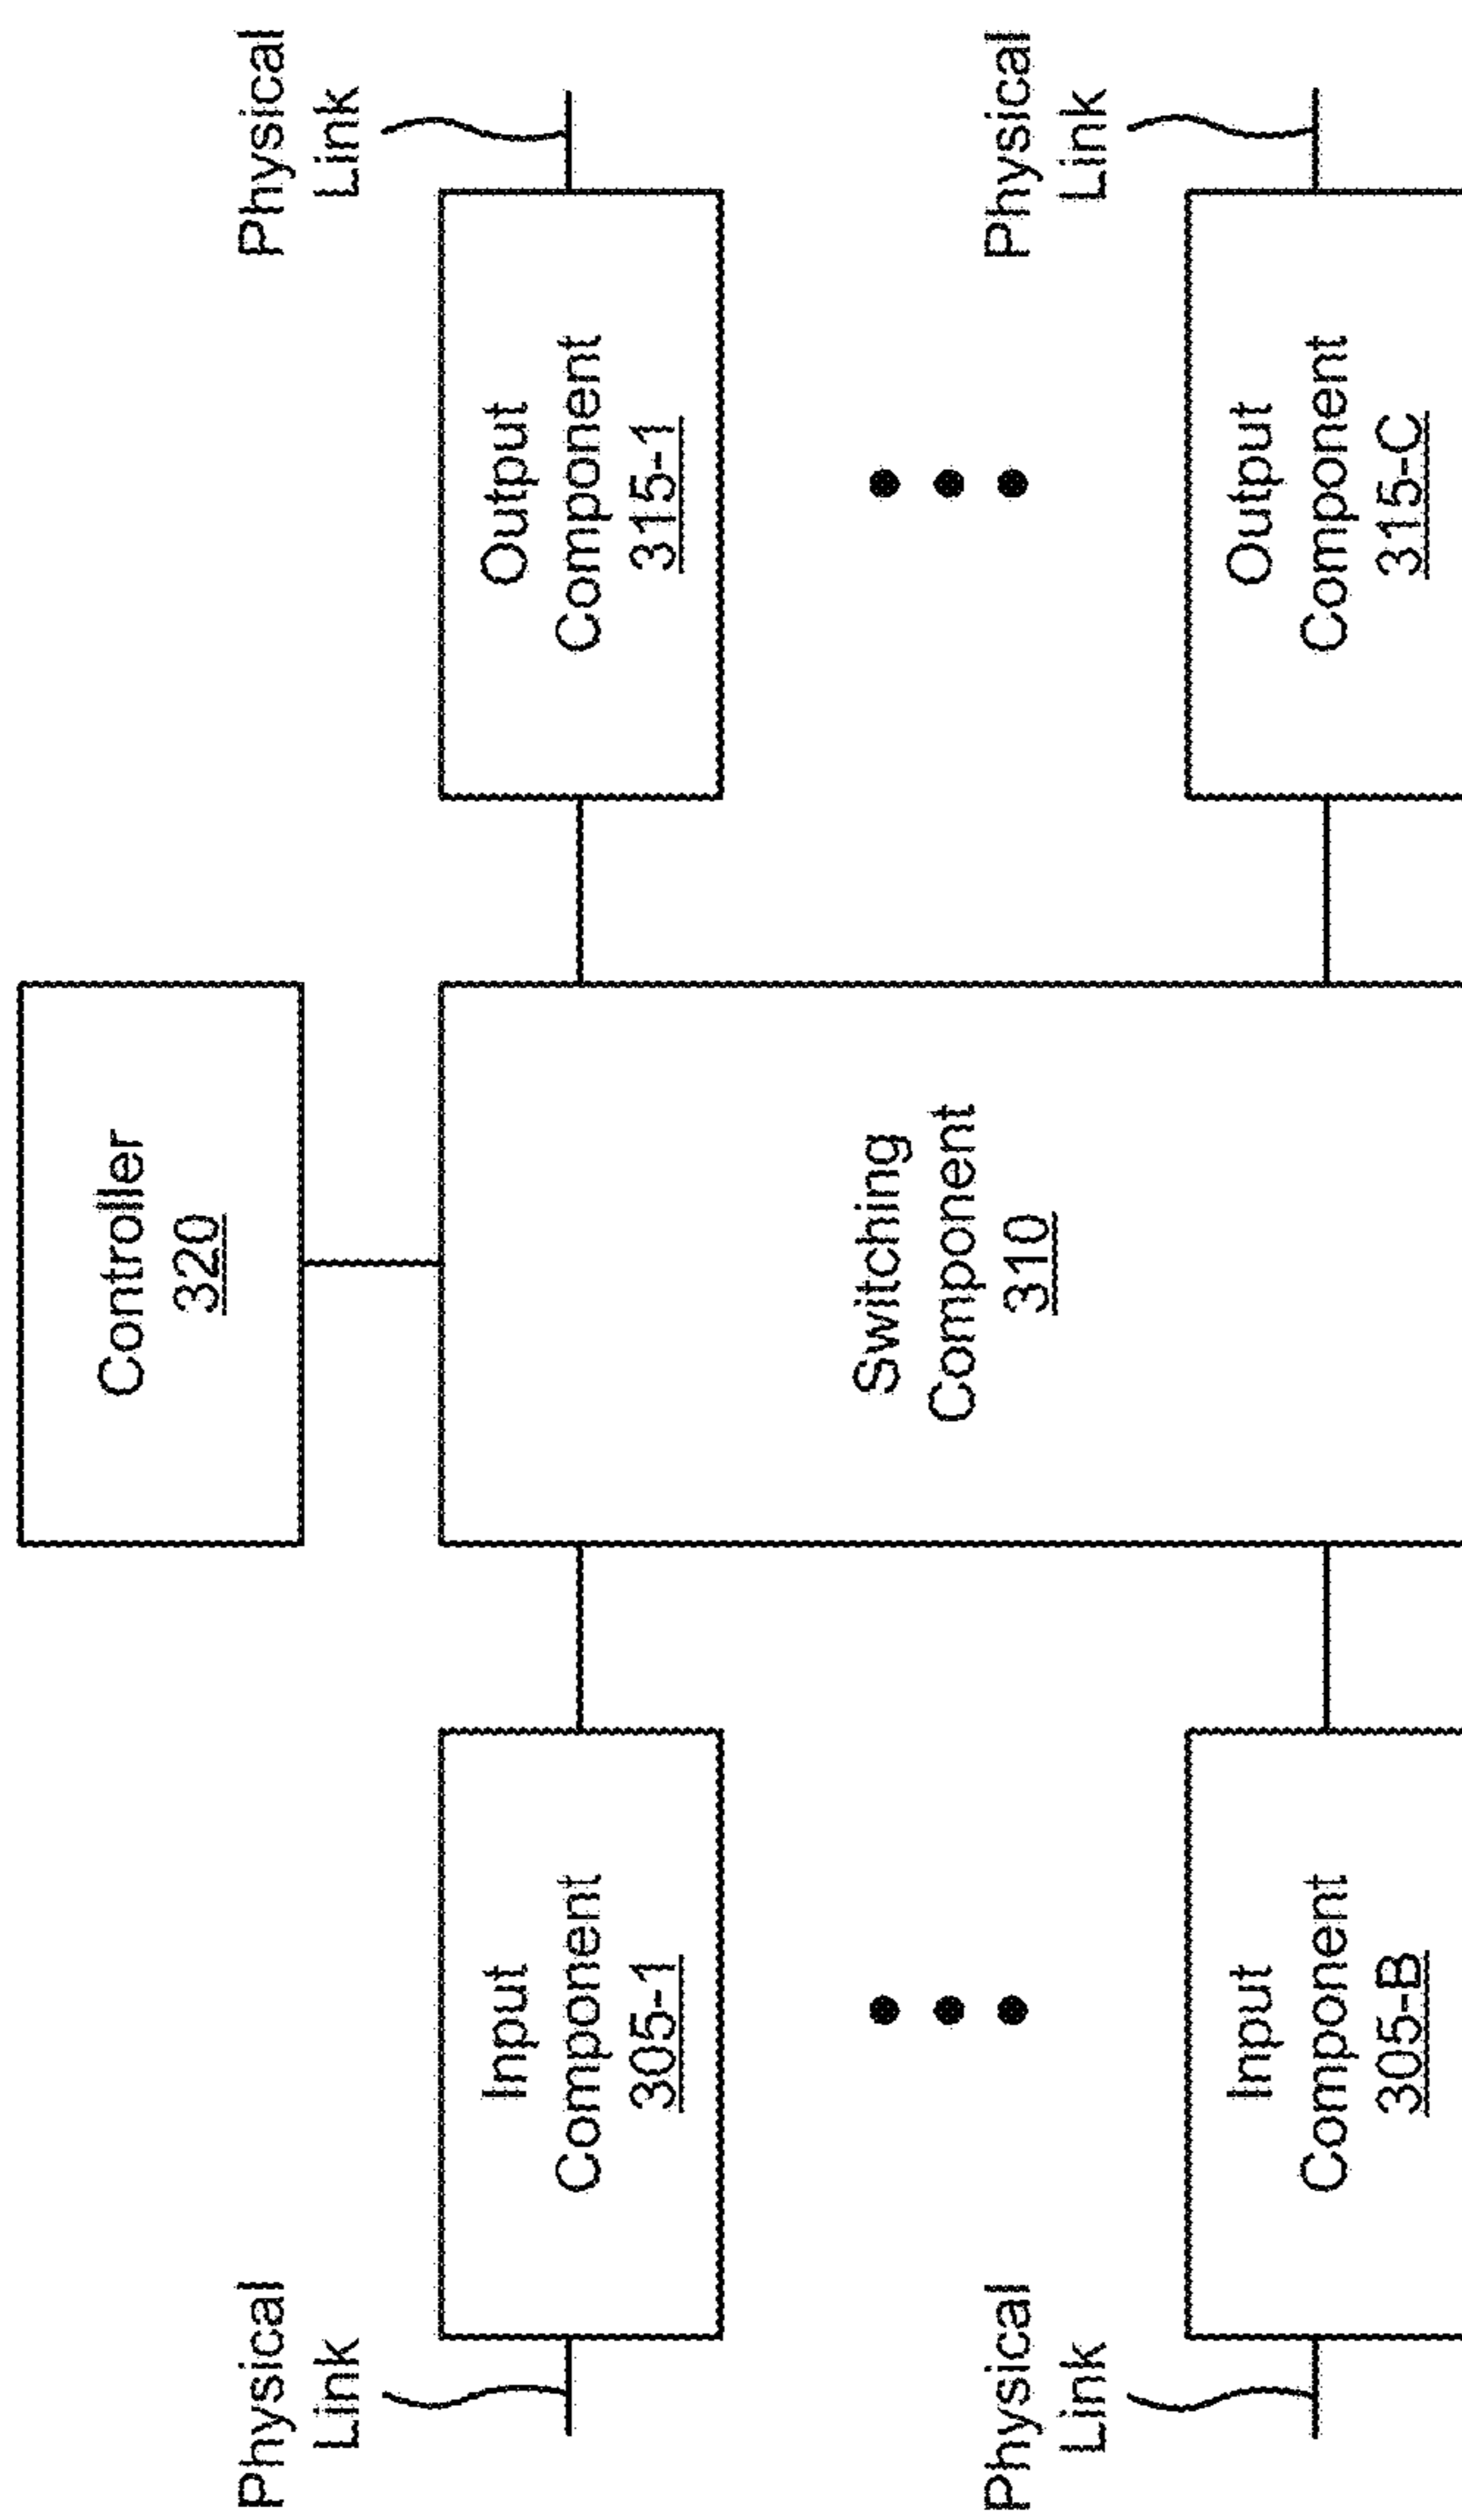 Controller
320
Physical
Link
Physical
Link
Input
Component
305-1
Output
Component
315-1
Switching
Component
310
Physical
Link
Physical
Link
Input
Component
305-B
Output
Component
315-C